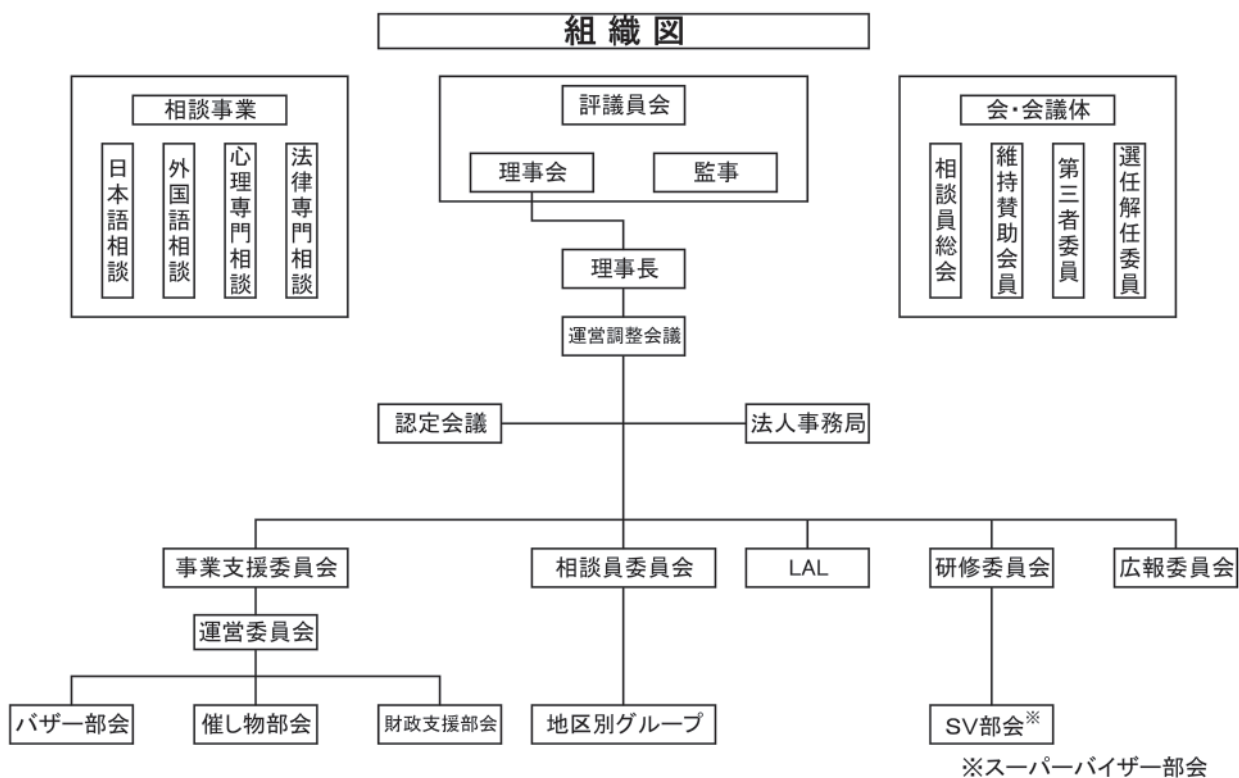 組織図
相談事業
日本語相談
外国語相談
心理専門相談
法律専門相談
評議員会
理事会
監事
会・会議体
相談員総会
維持賛助会員
第三者委員
選任解任委員
理事長
運営調整会議
認定会議
法人事務局
事業支援委員会
相談員委員会
LAL
研修委員会
広報委員会
運営委員会
バザー部会
催し物部会
財政支援部会
地区別グループ
SV部会※
※スーパーバイザー部会